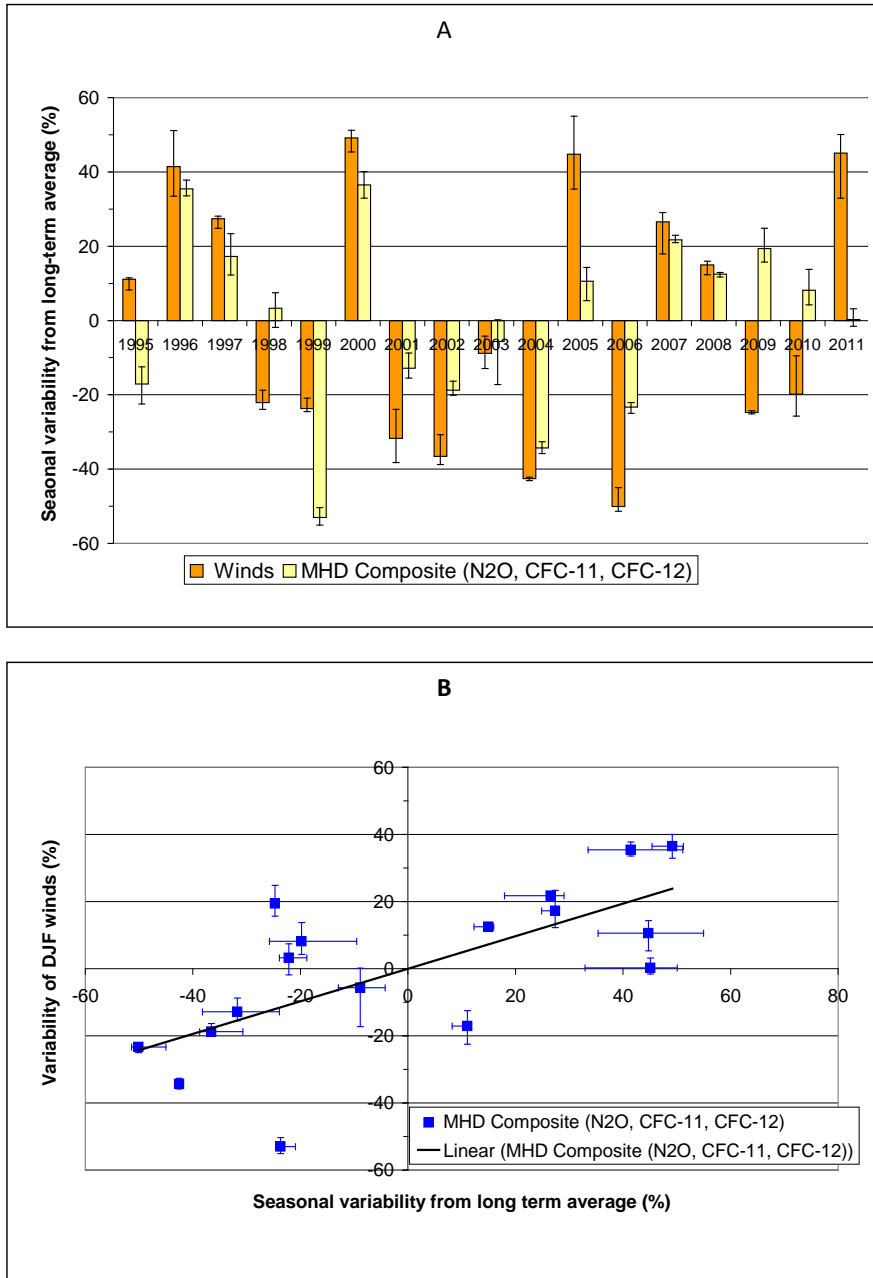 A
Seaonal variability from long-term average (%)
60
40
20
0
-20
-40
-60
1995 1996 1997 1998 1999 2000 2001 2002 2003 2004 2005 2006 2007 2008 2009 2010 2011
Winds MHD Composite (N2O, CFC-11, CFC-12)
B
Variability of DJF winds (%)
60
40
20
0
-20
-40
-60
-60 -40 -20 0 20 40 60 80
MHD Composite (N2O, CFC-11, CFC-12)
Linear (MHD Composite (N2O, CFC-11, CFC-12))
Seasonal variability from long term average (%)